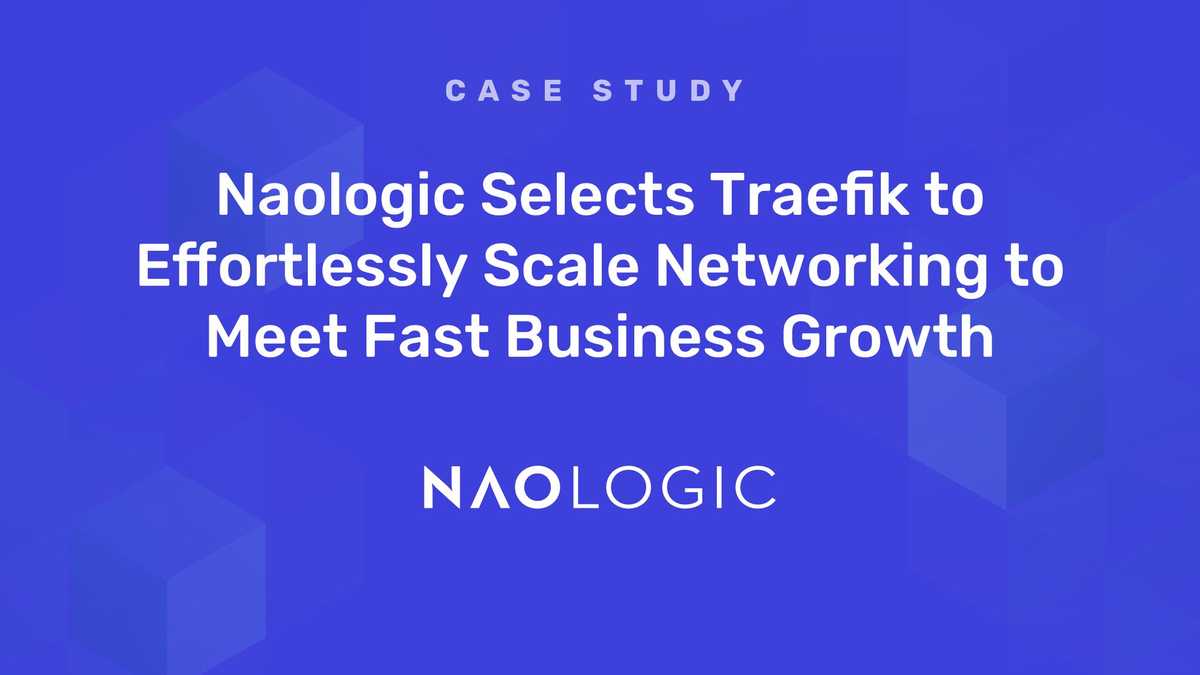 CASE STUDY
Naologic Selects Traefik to
Effortlessly Scale Networking to
Meet Fast Business Growth
NAOLOGIC